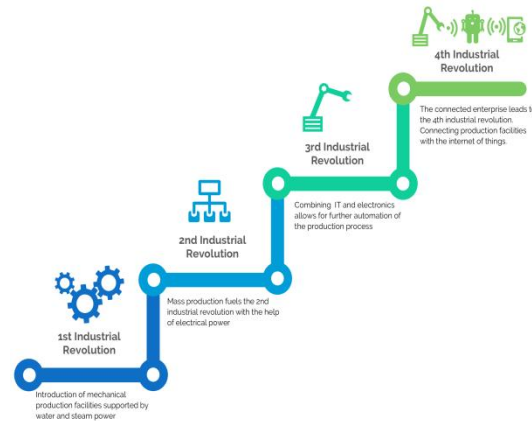 4th Industrial
Revolution
The connected enterprise leads to
the 4th industrial revolution.
Connecting production facilities
with the internet of things.
3rd Industrial
Revolution
Combining IT and electronics
allows for further automation of
the production process
2nd Industrial
Revolution
Mass production fuels the 2nd
industrial revolution with the help
of electrical power
1st Industrial
Revolution
Introduction of mechanical
production facilities supported by
water and steam power